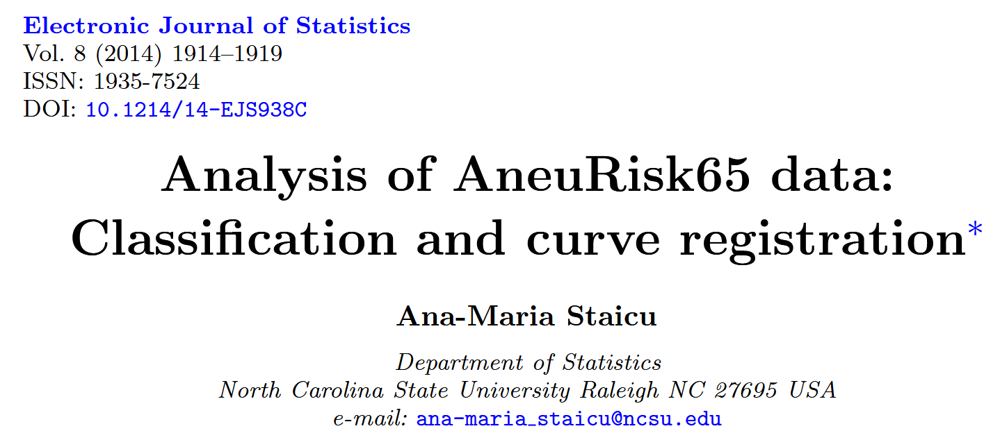 Electronic Journal of Statistics
Vol. 8 (2014) 1914–1919
ISSN: 1935-7524
DOI: 10.1214/14-EJS938C
Analysis of AneuRisk65 data:
Classification and curve registration*
Ana-Maria Staicu
Department of Statistics
North Carolina State University Raleigh NC 27695 USA
e-mail: ana-maria_staicu@ncsu.edu